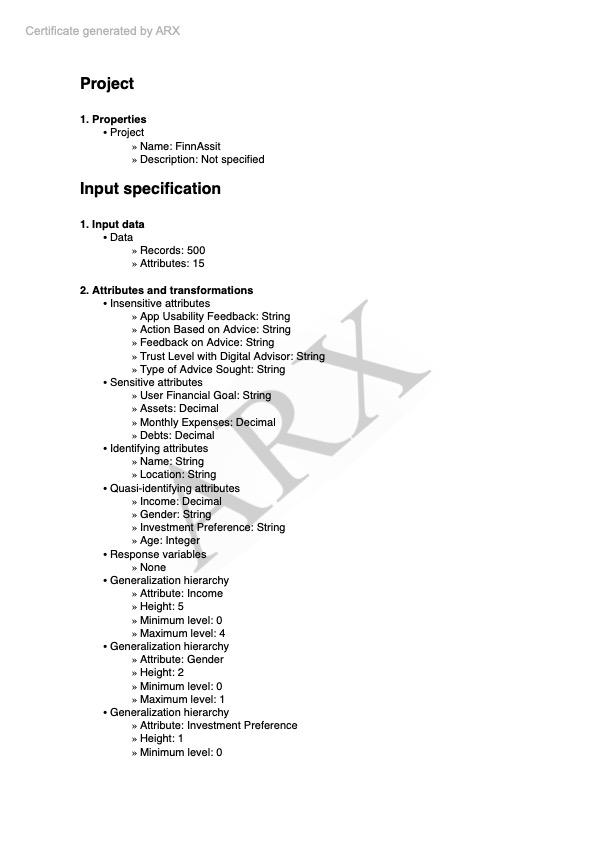 Certificate generated by ARX
Project
1. Properties
• Project
» Name: FinnAssit
» Description: Not specified
Input specification
1. Input data
• Data
» Records: 500
» Attributes: 15
2. Attributes and transformations
• Insensitive attributes
» App Usability Feedback: String
» Action Based on Advice: String
» Feedback on Advice: String
» Trust Level with Digital Advisor: String
» Type of Advice Sought: String
• Sensitive attributes
» User Financial Goal: String
» Assets: Decimal
» Monthly Expenses: Decimal
» Debts: Decimal
• Identifying attributes
» Name: String
» Location: String
• Quasi-identifying attributes
» Income: Decimal
» Gender: String
» Investment Preference: String
» Age: Integer
• Response variables
» None
• Generalization hierarchy
» Attribute: Income
» Height: 5
» Minimum level: 0
» Maximum level: 4
• Generalization hierarchy
» Attribute: Gender
» Height: 2
» Minimum level: 0
» Maximum level: 1
• Generalization hierarchy
» Attribute: Investment Preference
» Height: 1
» Minimum level: 0
ARX